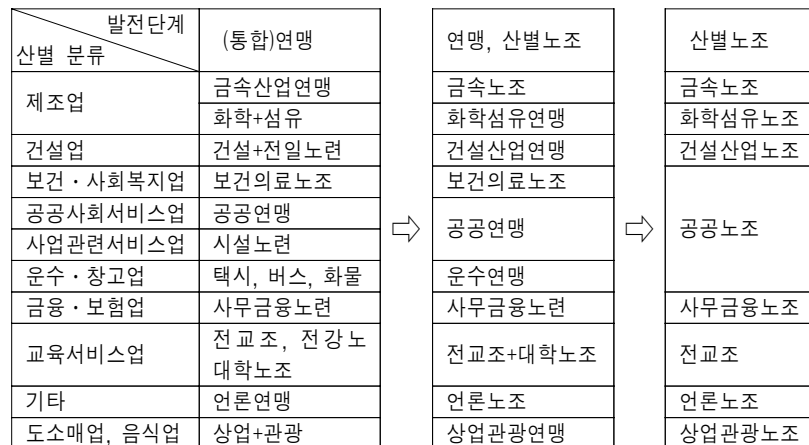 발전단계
산별 분류
(통합)연맹
연맹, 산별노조
산별노조
제조업
금속산업연맹
금속노조
금속노조
화학+섬유
화학섬유연맹
화학섬유노조
건설업
건설+전일노련
건설산업연맹
건설산업노조
보건·사회복지업
보건의료노조
보건의료노조
공공사회서비스업
공공연맹
⇨
공공연맹
⇨
공공노조
사업관련서비스업
시설노련
운수·창고업
택시, 버스, 화물
운수연맹
금융·보험업
사무금융노련
사무금융노련
사무금융노조
교육서비스업
전교조, 전강노
대학노조
전교조+대학노조
전교조
기타
언론연맹
언론노조
언론노조
도소매업, 음식업
상업+관광
상업관광연맹
상업관광노조